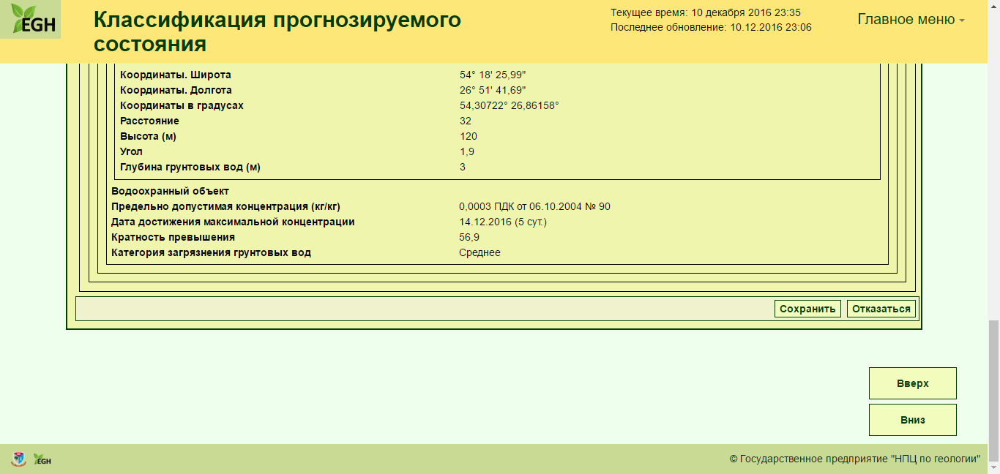 EGH
Классификация прогнозируемого
состояния
Текущее время: 10 декабря 2016 23:35
Последнее обновление: 10.12.2016 23:06
Главное меню
Координаты. Широта 54° 18' 25,99"
Координаты. Долгота 26° 51' 41,69"
Координаты в градусах 54,30722° 26,86158°
Расстояние 32
Высота (м) 120
Угол 1,9
Глубина грунтовых вод (м) 3
Водоохранный объект
Предельно допустимая концентрация (кг/кг) 0,0003 ПДК от 06.10.2004 № 90
Дата достижения максимальной концентрации 14.12.2016 (5 сут.)
Кратность превышения 56,9
Категория загрязнения грунтовых вод Среднее
Сохранить Отказаться
Вверх
Вниз
EGH
© Государственное предприятие "НПЦ по геологии"